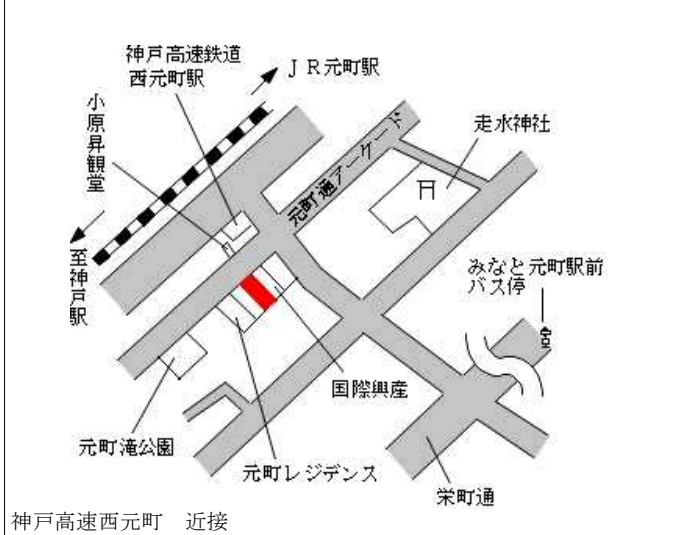 神戸高速鉄道
西元町駅
ＪＲ元町駅
小原昇観堂
走水神社
元町通アーケード
至神戸駅
みなと元町駅前
バス停
国際興産
元町滝公園
元町レジデンス
栄町通
神戸高速西元町　近接